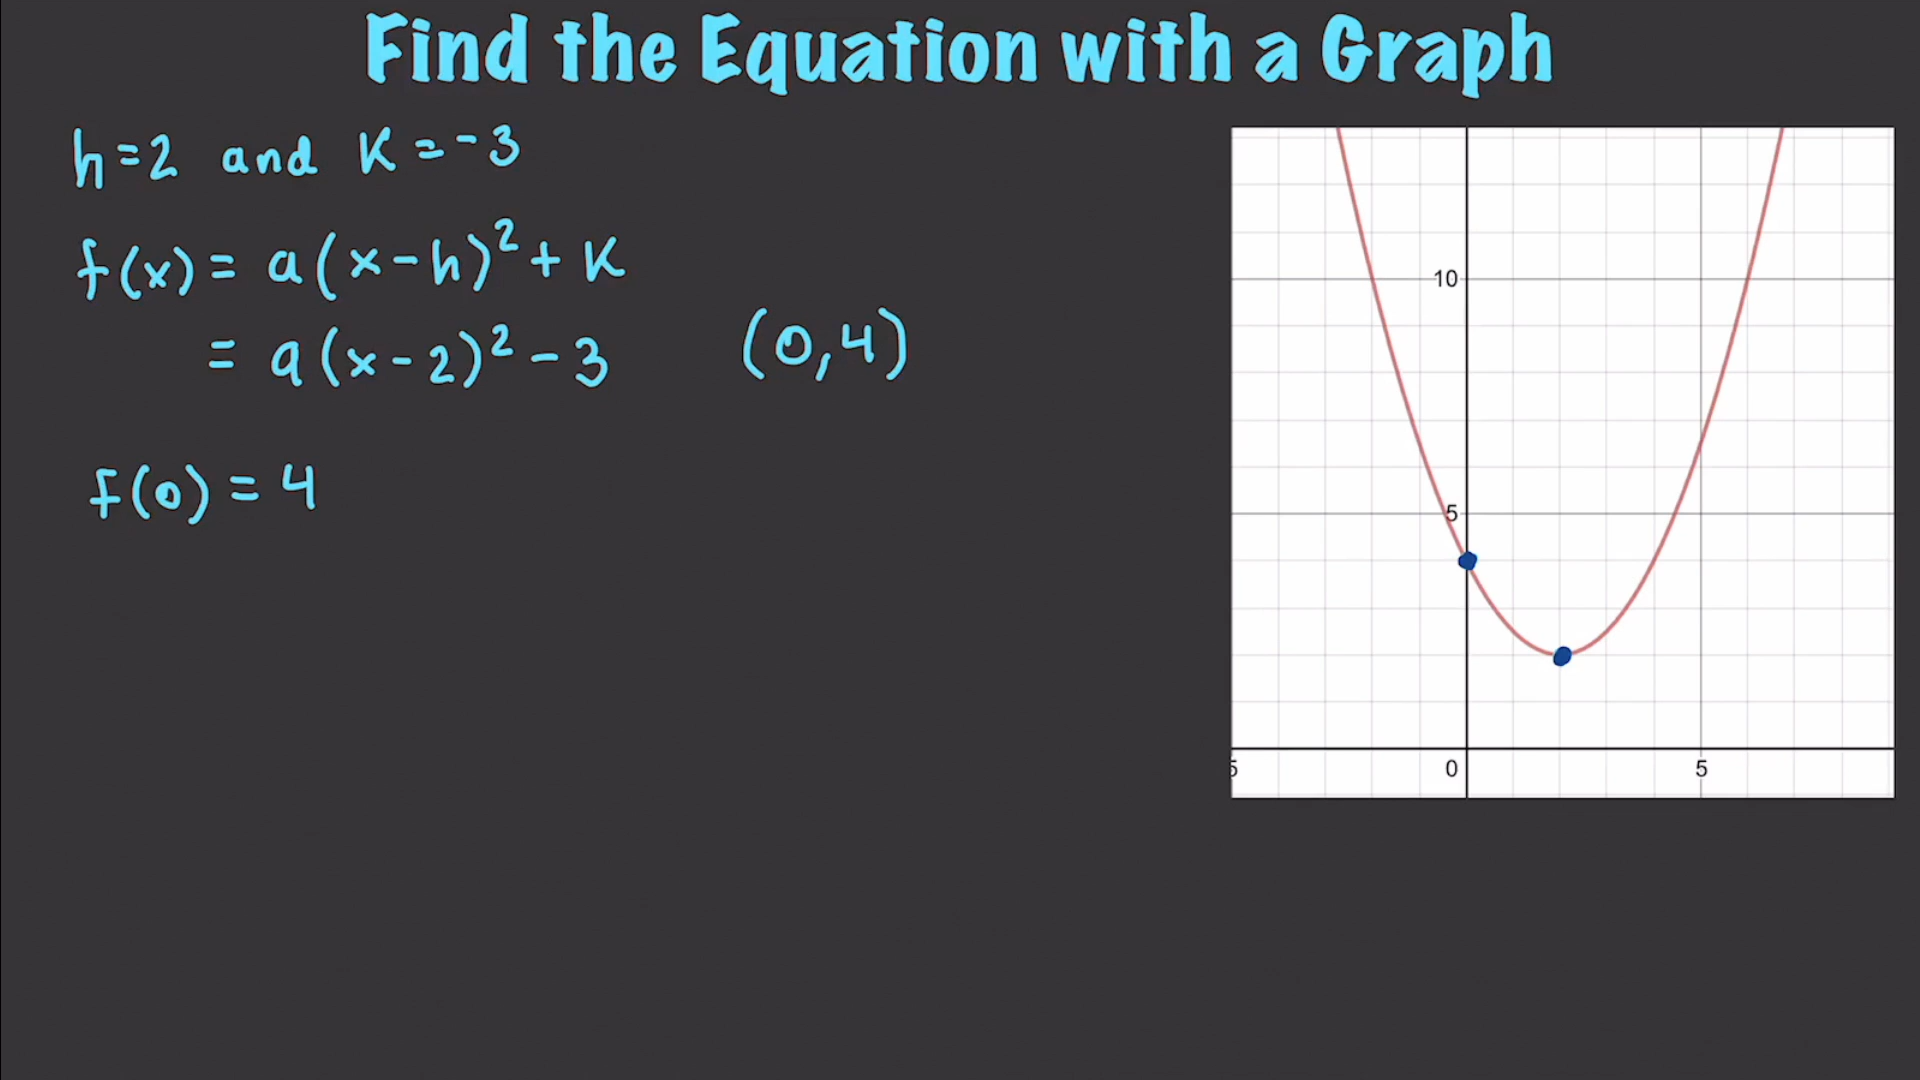 Find the Equation with a Graph
h=2 and K=-3
f(x) = a(x-h)²+K
= a(x-2)²-3
(0,4)
f(0)=4
10
5
5
0
5